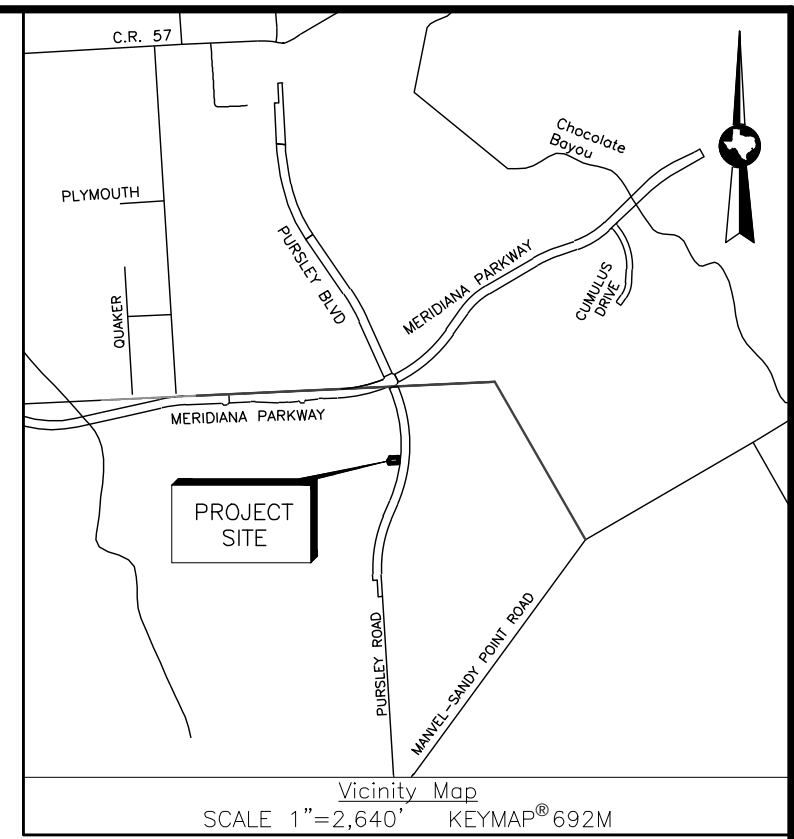 C.R. 57
Chocolate
Bayou
PLYMOUTH
PURSLEY BLVD
MERIDIANA PARKWAY
CUMULUS
DRIVE
QUAKER
MERIDIANA PARKWAY
PROJECT
SITE
PURSLEY ROAD
MANVEL-SANDY POINT ROAD
Vicinity Map
SCALE 1"=2,640' KEYMAP® 692M